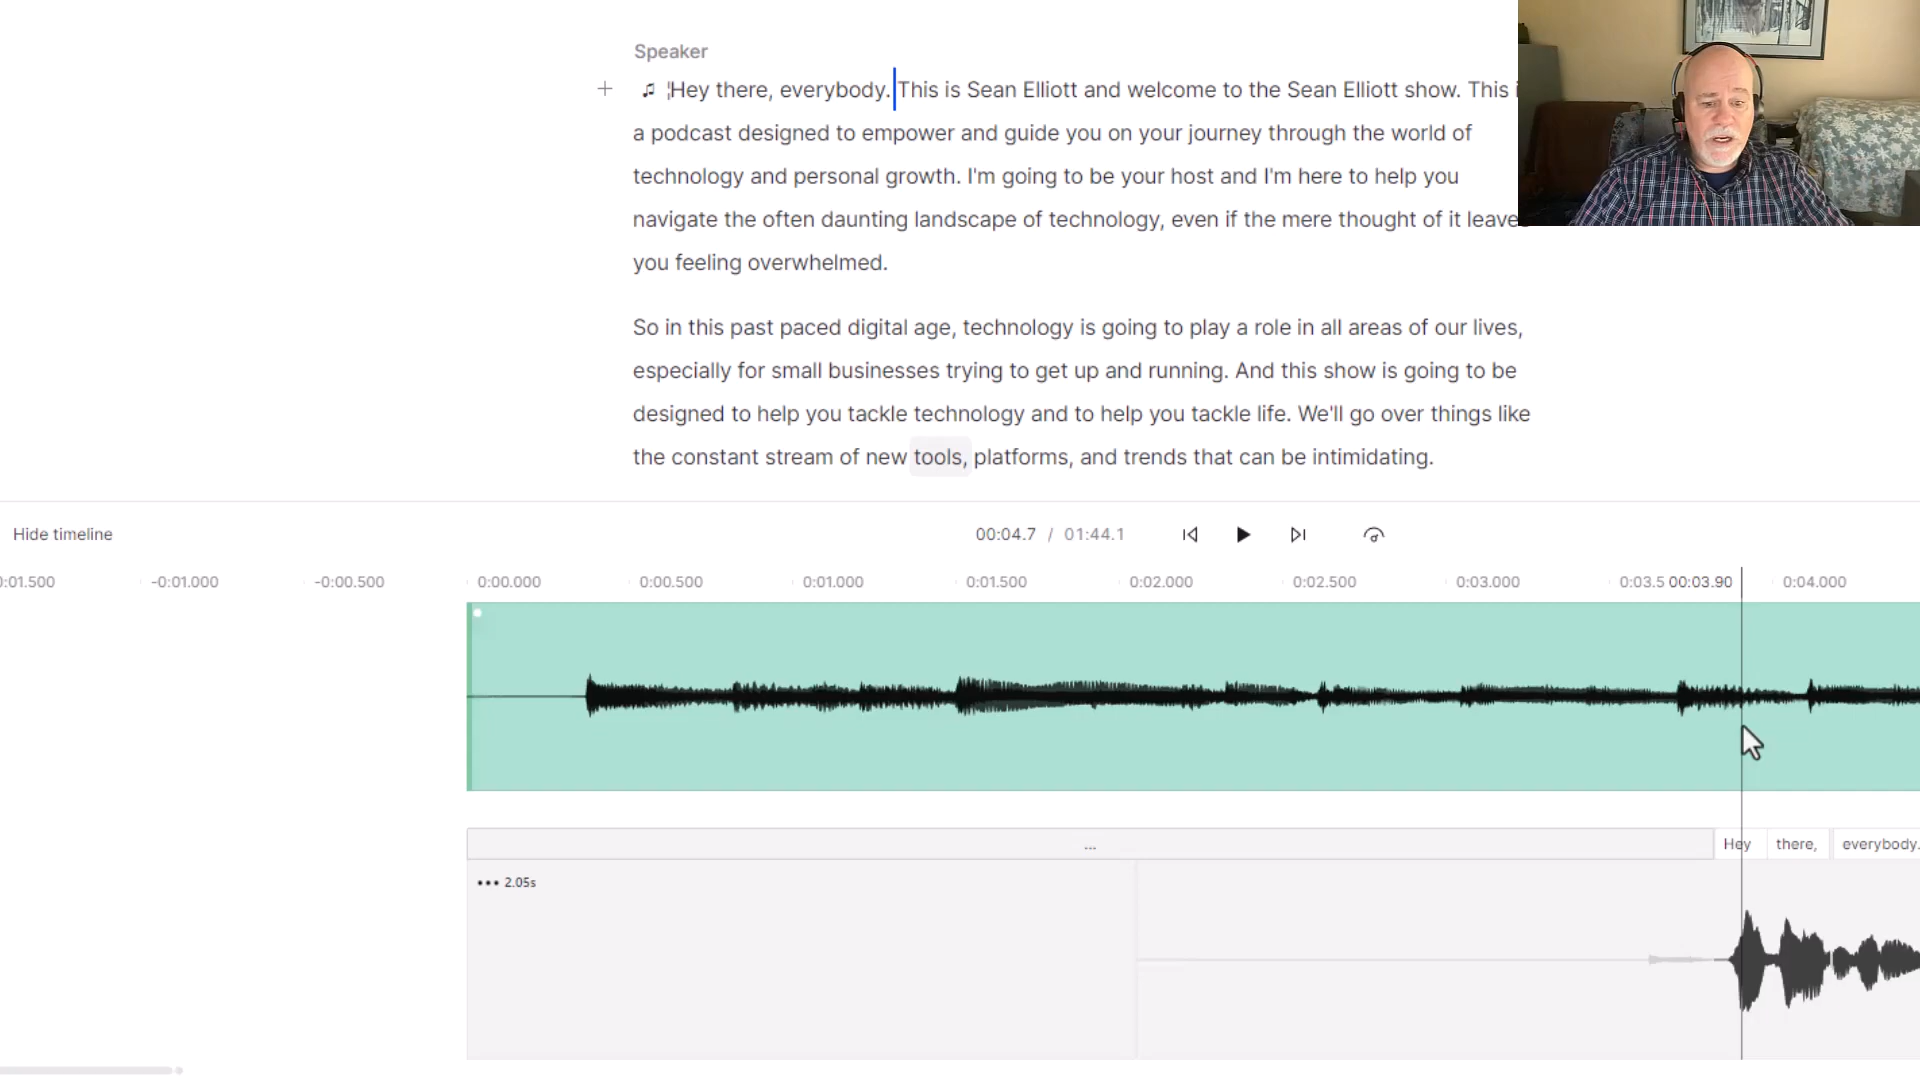 Speaker
Hey there, everybody. This is Sean Elliott and welcome to the Sean Elliott show. This
a podcast designed to empower and guide you on your journey through the world of
technology and personal growth. I'm going to be your host and I'm here to help you
navigate the often daunting landscape of technology, even if the mere thought of it leave
you feeling overwhelmed.
So in this past paced digital age, technology is going to play a role in all areas of our lives,
especially for small businesses trying to get up and running. And this show is going to be
designed to help you tackle technology and to help you tackle life. We'll go over things like
the constant stream of new tools, platforms, and trends that can be intimidating.
Hide timeline
00:04.7 / 01:44.1
0:01.500 -0:01.000 -0:00.500 0:00.000 0:00.500 0:01.000 0:01.500 0:02.000 0:02.500 0:03.000 0:03.5 00:03.90 0:04.000
... Hey there, everybody.
••• 2.05s